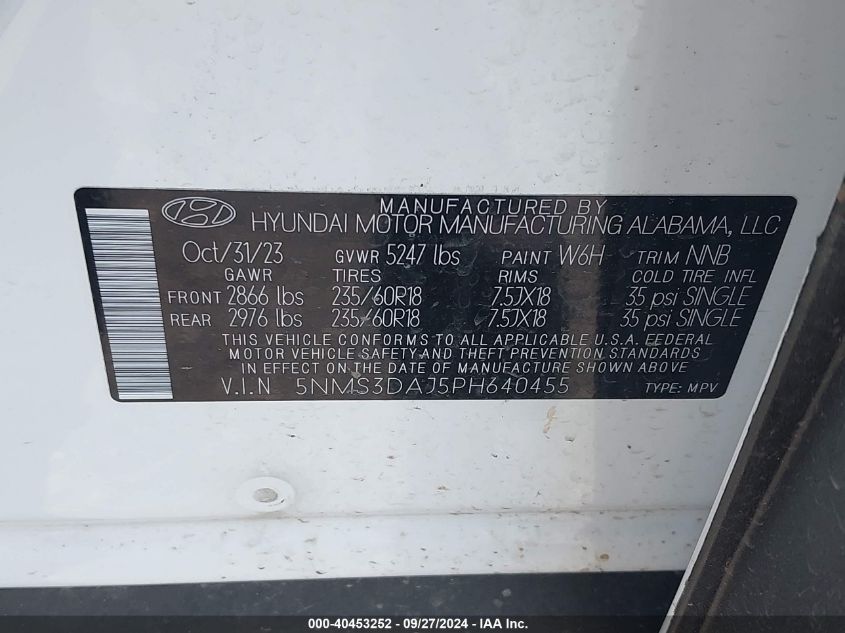 MANUFACTURED BY
HYUNDAI MOTOR MANUFACTURING ALABAMA, LLC
Oct/31/23 GVWR 5247 lbs PAINT W6H TRIM NNB
GAWR TIRES RIMS COLD TIRE INFL
FRONT 2866 lbs 235/60R18 7.5JX18 35 psi SINGLE
REAR 2976 lbs 235/60R18 7.5JX18 35 psi SINGLE
THIS VEHICLE CONFORMS TO ALL APPLICABLE U.S.A. FEDERAL
MOTOR VEHICLE SAFETY AND THEFT PREVENTION STANDARDS
IN EFFECT ON THE DATE OF MANUFACTURE SHOWN ABOVE
V.I.N 5NMS3DAJ5PH640455 TYPE: MPV
000-40453252 - 09/27/2024 - IAA Inc.